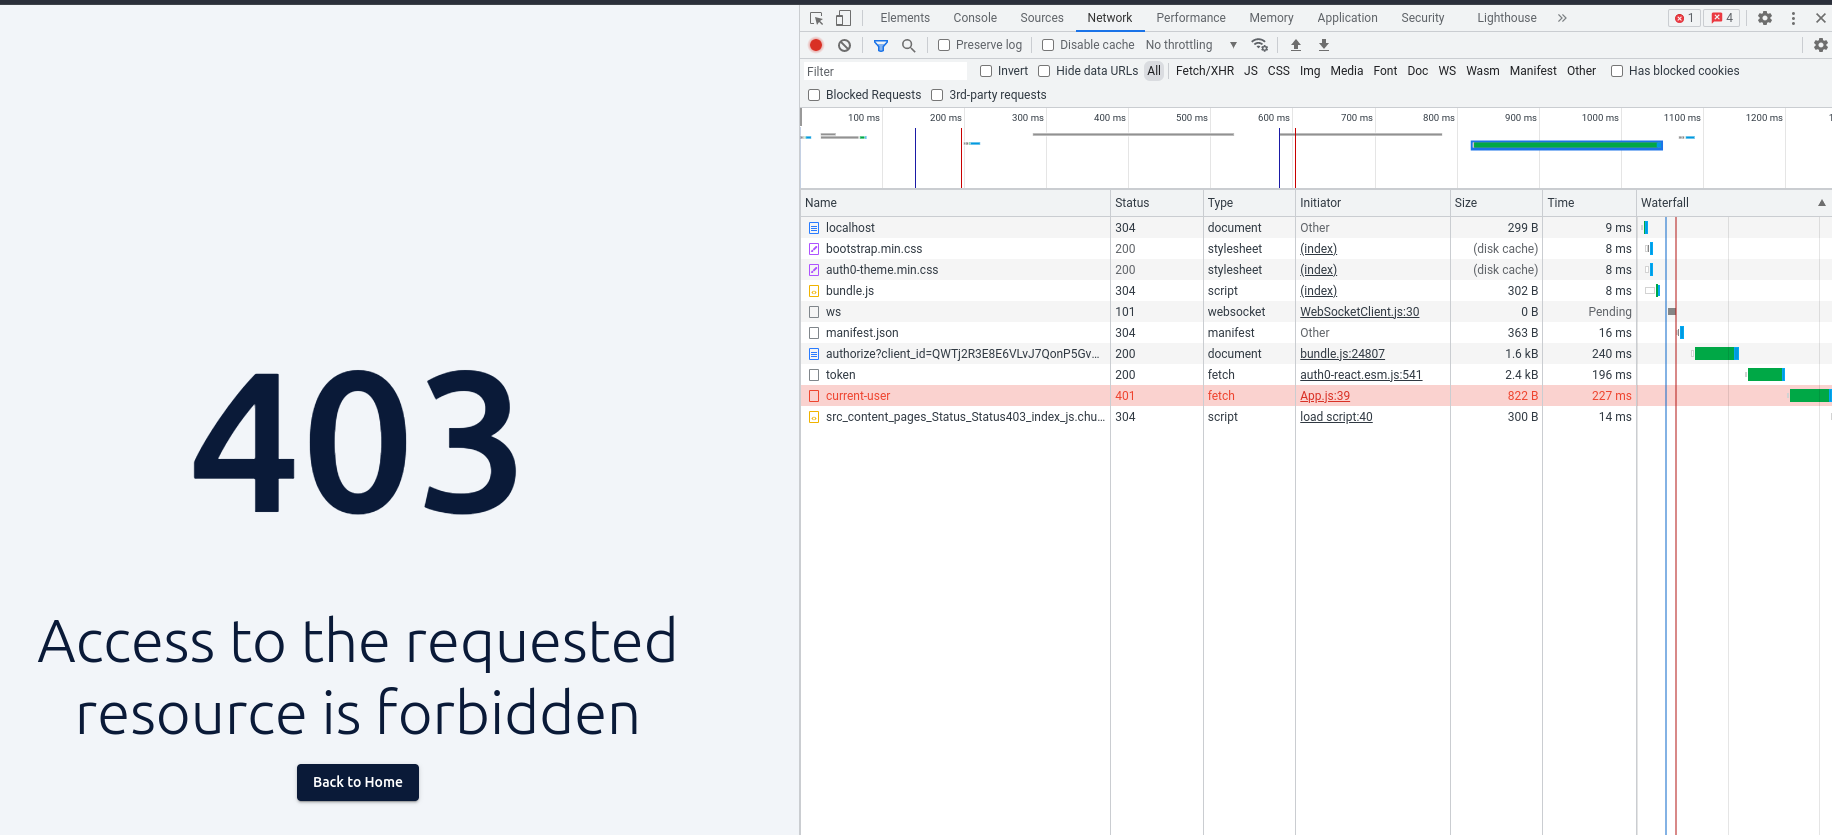 403
Access to the requested
resource is forbidden
Back to Home
Elements Console Sources Network Performance Memory Application Security Lighthouse » 1 4
Preserve log Disable cache No throttling
Filter Invert Hide data URLs All Fetch/XHR JS CSS Img Media Font Doc WS Wasm Manifest Other Has blocked cookies
Blocked Requests 3rd-party requests
100 ms 200 ms 300 ms 400 ms 500 ms 600 ms 700 ms 800 ms 900 ms 1000 ms 1100 ms 1200 ms
Name Status Type Initiator Size Time Waterfall
localhost 304 document Other 299 B 9 ms
bootstrap.min.css 200 stylesheet (index) (disk cache) 8 ms
auth0-theme.min.css 200 stylesheet (index) (disk cache) 8 ms
bundle.js 304 script (index) 302 B 8 ms
ws 101 websocket WebSocketClient.js:30 0 B Pending
manifest.json 304 manifest Other 363 B 16 ms
authorize?client_id=QWTj2R3E8E6VLvJ7QonP5Gv... 200 document bundle.js:24807 1.6 kB 240 ms
token 200 fetch auth0-react.esm.js:541 2.4 kB 196 ms
current-user 401 fetch App.js:39 822 B 227 ms
src_content_pages_Status_Status403_index_js.chu... 304 script load script:40 300 B 14 ms